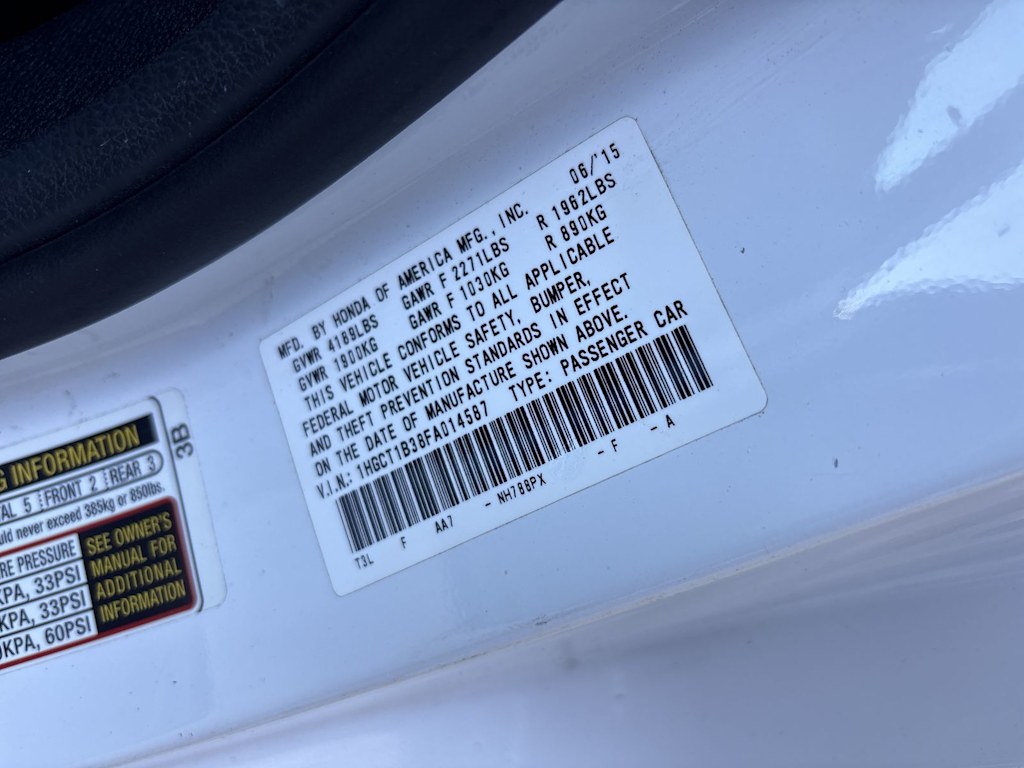 MFD. BY HONDA OF AMERICA MFG., INC. 06/'15
GVWR 4189LBS GAWR F 2271LBS R 1962LBS
GVWR 1900KG GAWR F 1030KG R 890KG
THIS VEHICLE CONFORMS TO ALL APPLICABLE
FEDERAL MOTOR VEHICLE SAFETY, BUMPER,
AND THEFT PREVENTION STANDARDS IN EFFECT
ON THE DATE OF MANUFACTURE SHOWN ABOVE.
V.I.N.: 1HGCT1B38FA014587 TYPE: PASSENGER CAR
T3L F AA7 - NH788PX - F - A
3B
INFORMATION
5 FRONT 2 REAR 3
never exceed 385kg or 850lbs.
PRESSURE
KPA, 33PSI
KPA, 33PSI
KPA, 60PSI
SEE OWNER'S
MANUAL FOR
ADDITIONAL
INFORMATION